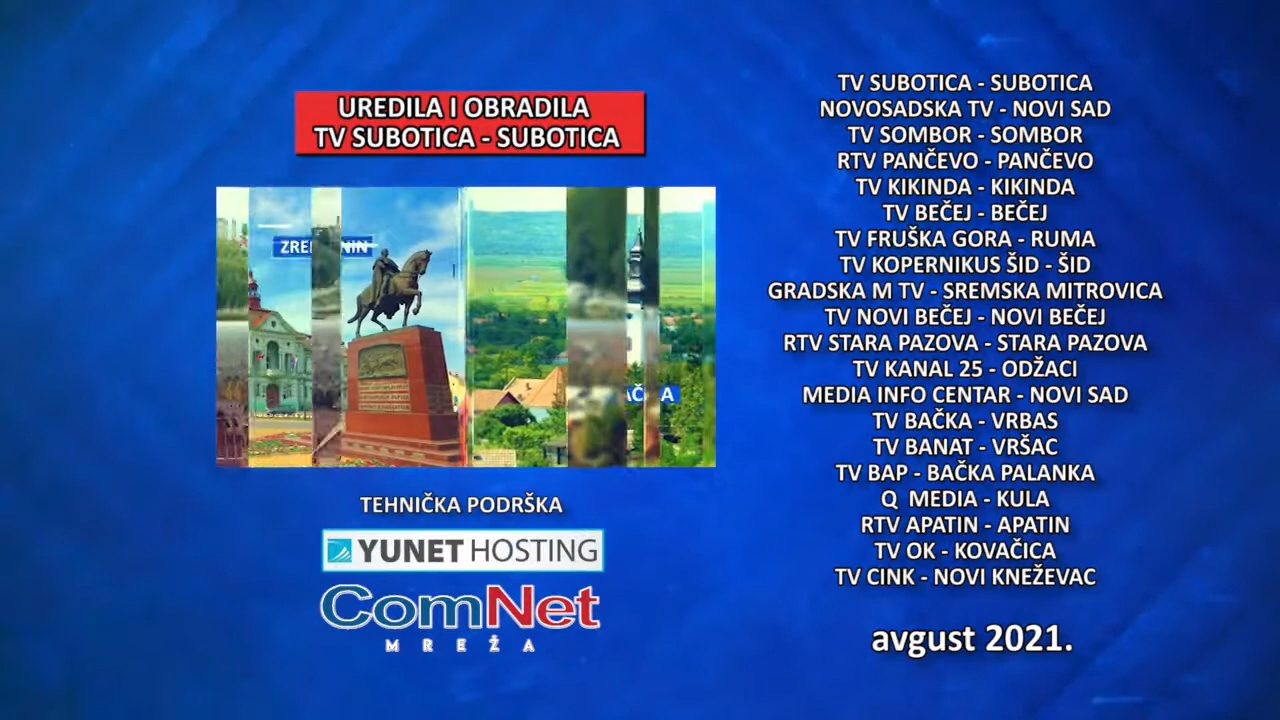 UREDILA I OBRADILA
TV SUBOTICA - SUBOTICA
TEHNIČKA PODRŠKA
YUNET HOSTING
ComNet
MREŽA
TV SUBOTICA - SUBOTICA
NOVOSADSKA TV - NOVI SAD
TV SOMBOR - SOMBOR
RTV PANČEVO - PANČEVO
TV KIKINDA - KIKINDA
TV BEČEJ - BEČEJ
TV FRUŠKA GORA - RUMA
TV KOPERNIKUS ŠID - ŠID
GRADSKA M TV - SREMSKA MITROVICA
TV NOVI BEČEJ - NOVI BEČEJ
RTV STARA PAZOVA - STARA PAZOVA
TV KANAL 25 - ODŽACI
MEDIA INFO CENTAR - NOVI SAD
TV BAČKA - VRBAS
TV BANAT - VRŠAC
TV BAP - BAČKA PALANKA
Q MEDIA - KULA
RTV APATIN - APATIN
TV OK - KOVAČICA
TV CINK - NOVI KNEŽEVAC
avgust 2021.